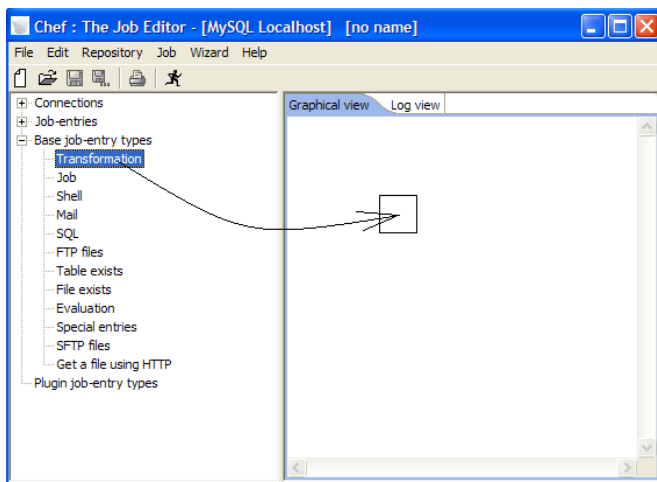 Chef : The Job Editor - [MySQL Localhost] [no name]
File Edit Repository Job Wizard Help
Connections
Job-entries
Base job-entry types
Transformation
Job
Shell
Mail
SQL
FTP files
Table exists
File exists
Evaluation
Special entries
SFTP files
Get a file using HTTP
Plugin job-entry types
Graphical view Log view